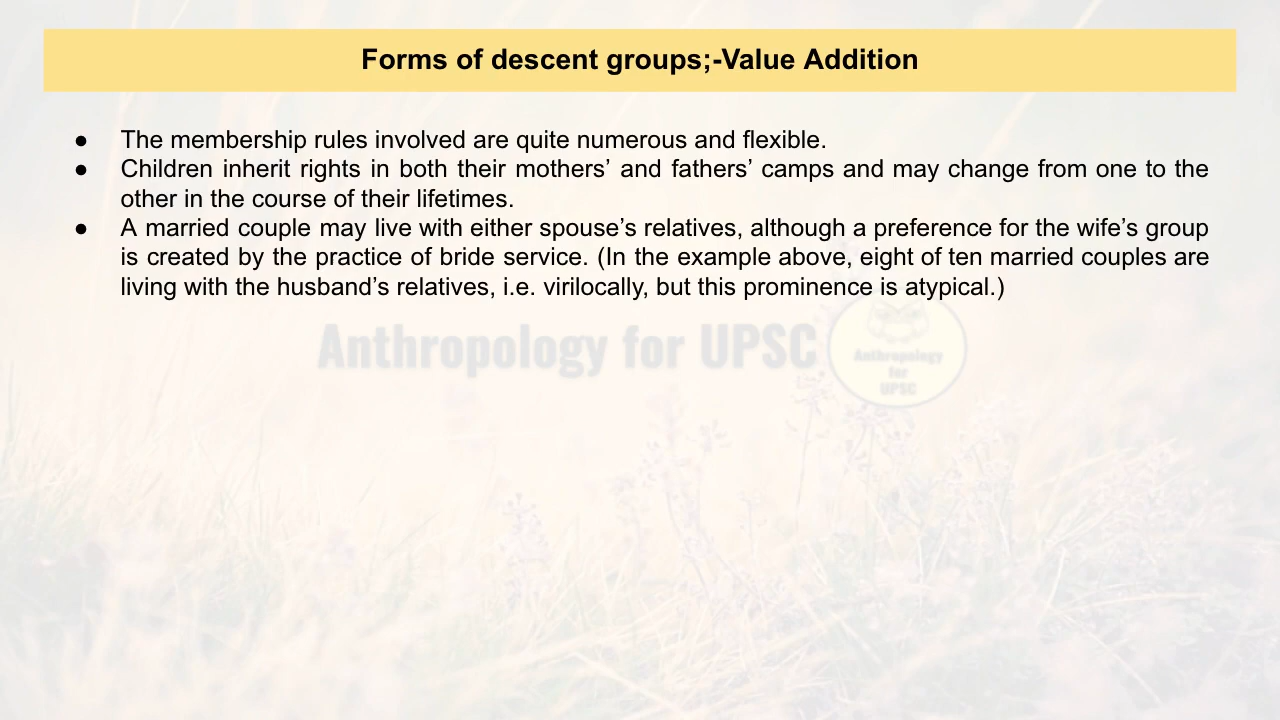 Forms of descent groups;-Value Addition
● The membership rules involved are quite numerous and flexible.
● Children inherit rights in both their mothers’ and fathers’ camps and may change from one to the
other in the course of their lifetimes.
● A married couple may live with either spouse’s relatives, although a preference for the wife’s group
is created by the practice of bride service. (In the example above, eight of ten married couples are
living with the husband’s relatives, i.e. virilocally, but this prominence is atypical.)
Anthropology for UPSC
Anthropology
for
UPSC